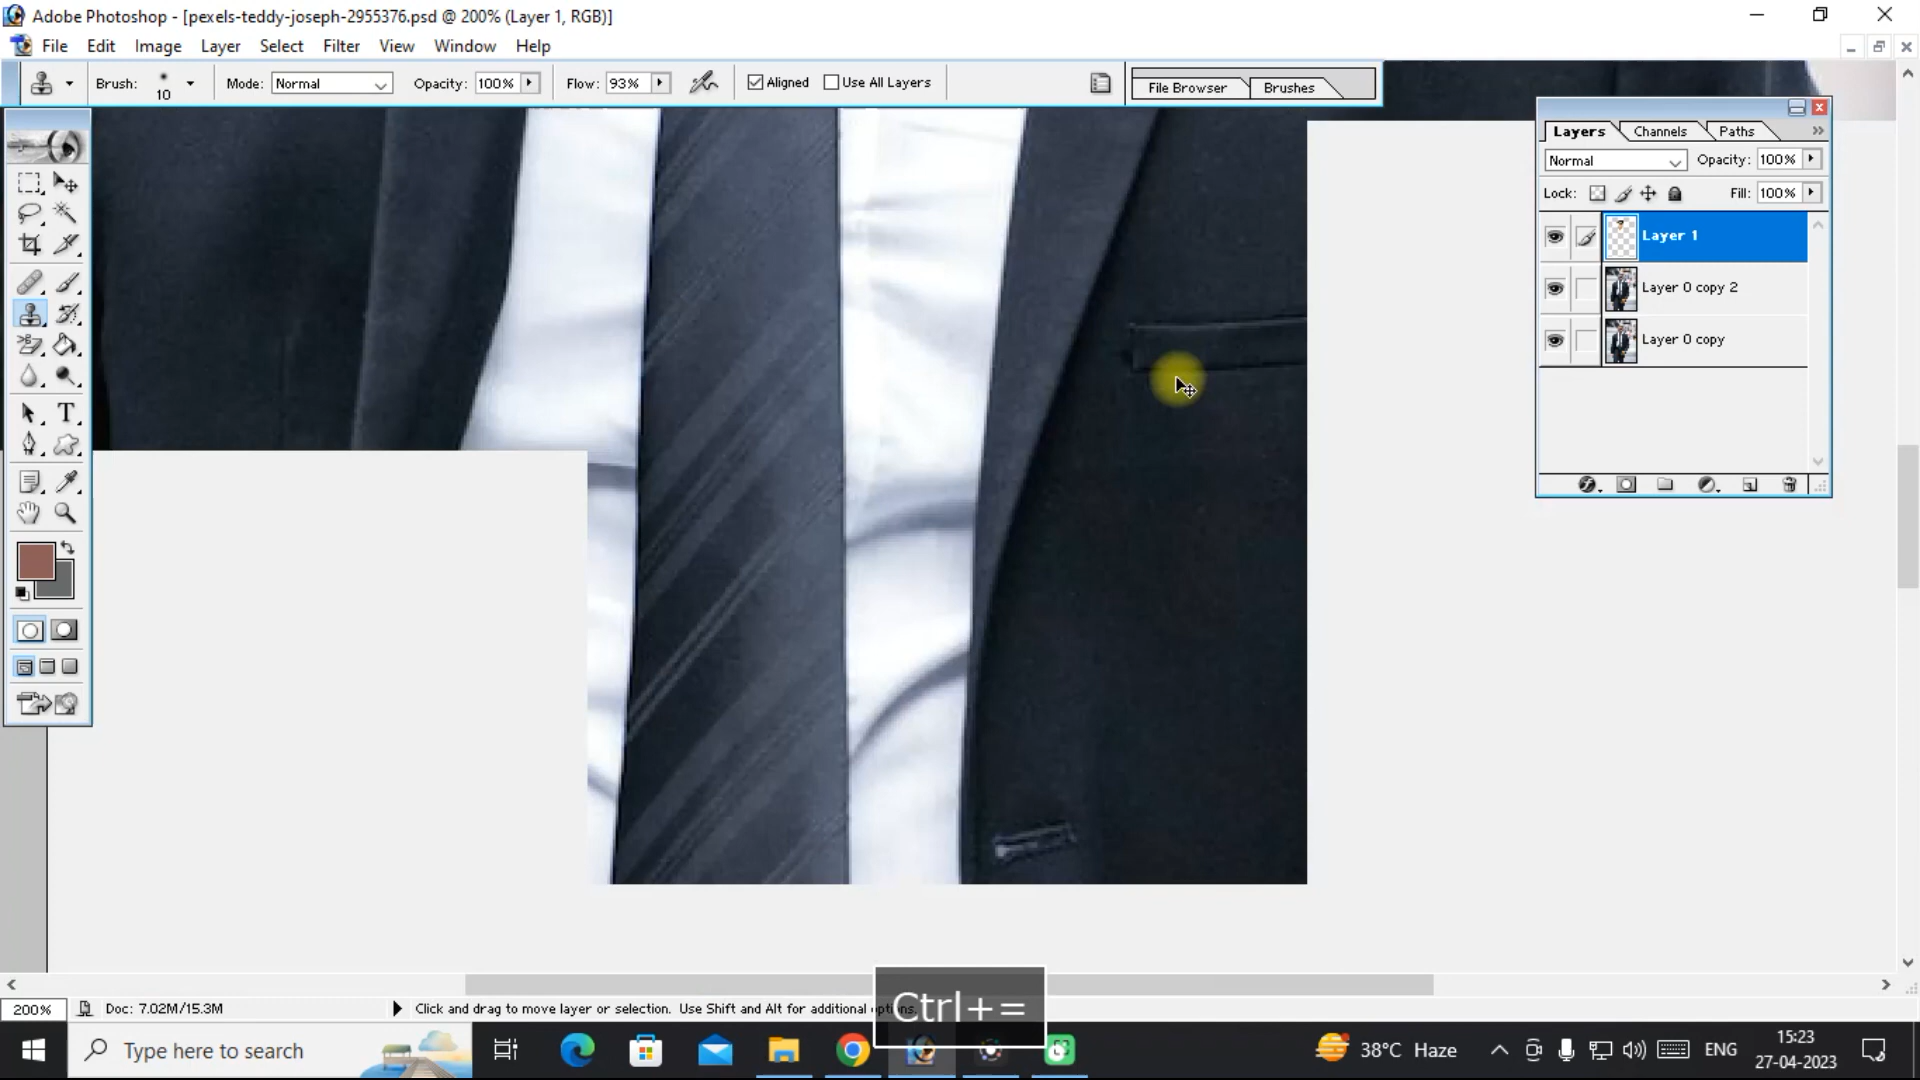 Adobe Photoshop - [pexels-teddy-joseph-2955376.psd @ 200% (Layer 1, RGB)]
File Edit Image Layer Select Filter View Window Help
Brush: 10 Mode: Normal Opacity: 100% Flow: 93% Aligned Use All Layers File Browser Brushes
Layers Channels Paths
Normal Opacity: 100%
Lock: Fill: 100%
Layer 1
Layer 0 copy 2
Layer 0 copy
200% Doc: 7.02M/15.3M Click and drag to move layer or selection. Use Shift and Alt for additional
Ctrl+=
Type here to search 38°C Haze ENG 15:23
27-04-2023